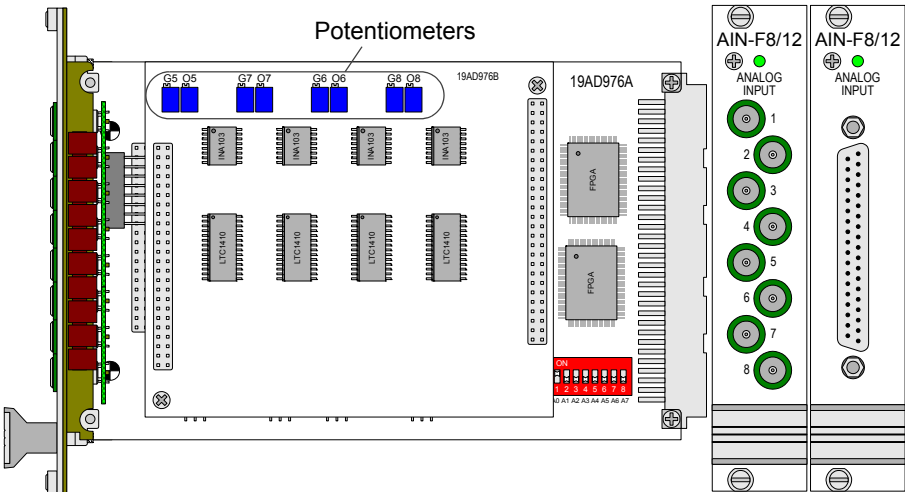 Potentiometers
G5 O5 G7 O7 G6 O6 G8 O8
19AD976B
19AD976A
INA103 INA103 INA103 INA103
FPGA
LTC1410 LTC1410 LTC1410 LTC1410
FPGA
ON
1 2 3 4 5 6 7 8
A0 A1 A2 A3 A4 A5 A6 A7
AIN-F8/12
ANALOG
INPUT
1
2
3
4
5
6
7
8
AIN-F8/12
ANALOG
INPUT